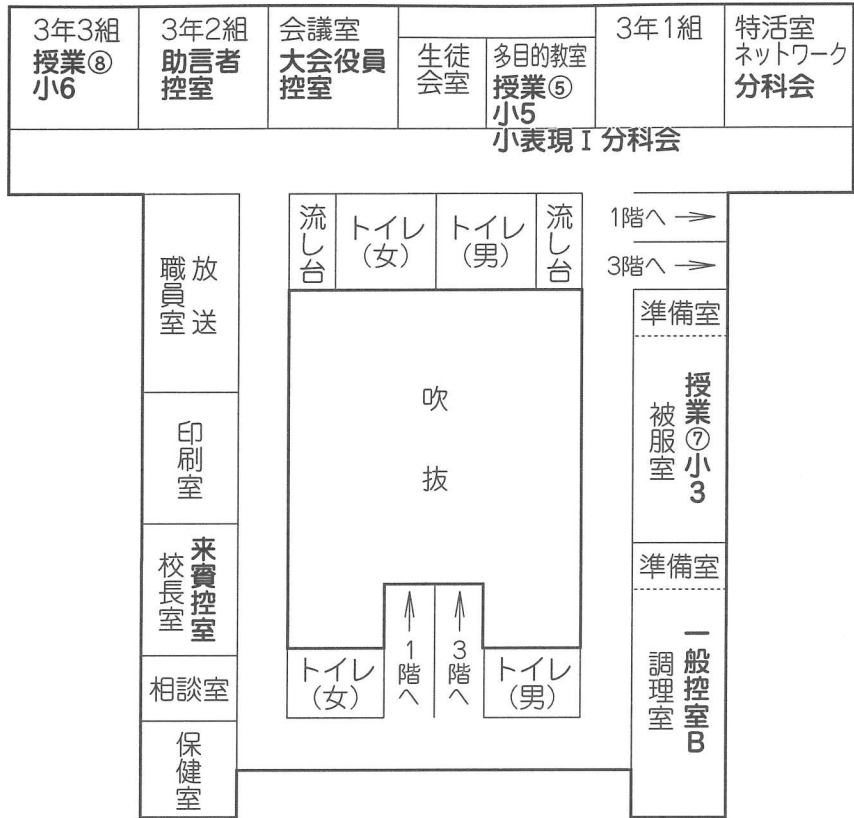 3年3組
授業⑧
小6
3年2組
助言者
控室
会議室
大会役員
控室
生徒
会室
多目的教室
授業⑤
小5
小表現Ⅰ分科会
3年1組
特活室
ネットワーク
分科会
流し台
トイレ
(女)
トイレ
(男)
流し台
1階へ→
3階へ→
放送
職員室
準備室
印刷室
吹抜
授業⑦小3
被服室
来賓控室
校長室
準備室
相談室
トイレ
(女)
↑1階へ
↑3階へ
トイレ
(男)
一般控室B
調理室
保健室